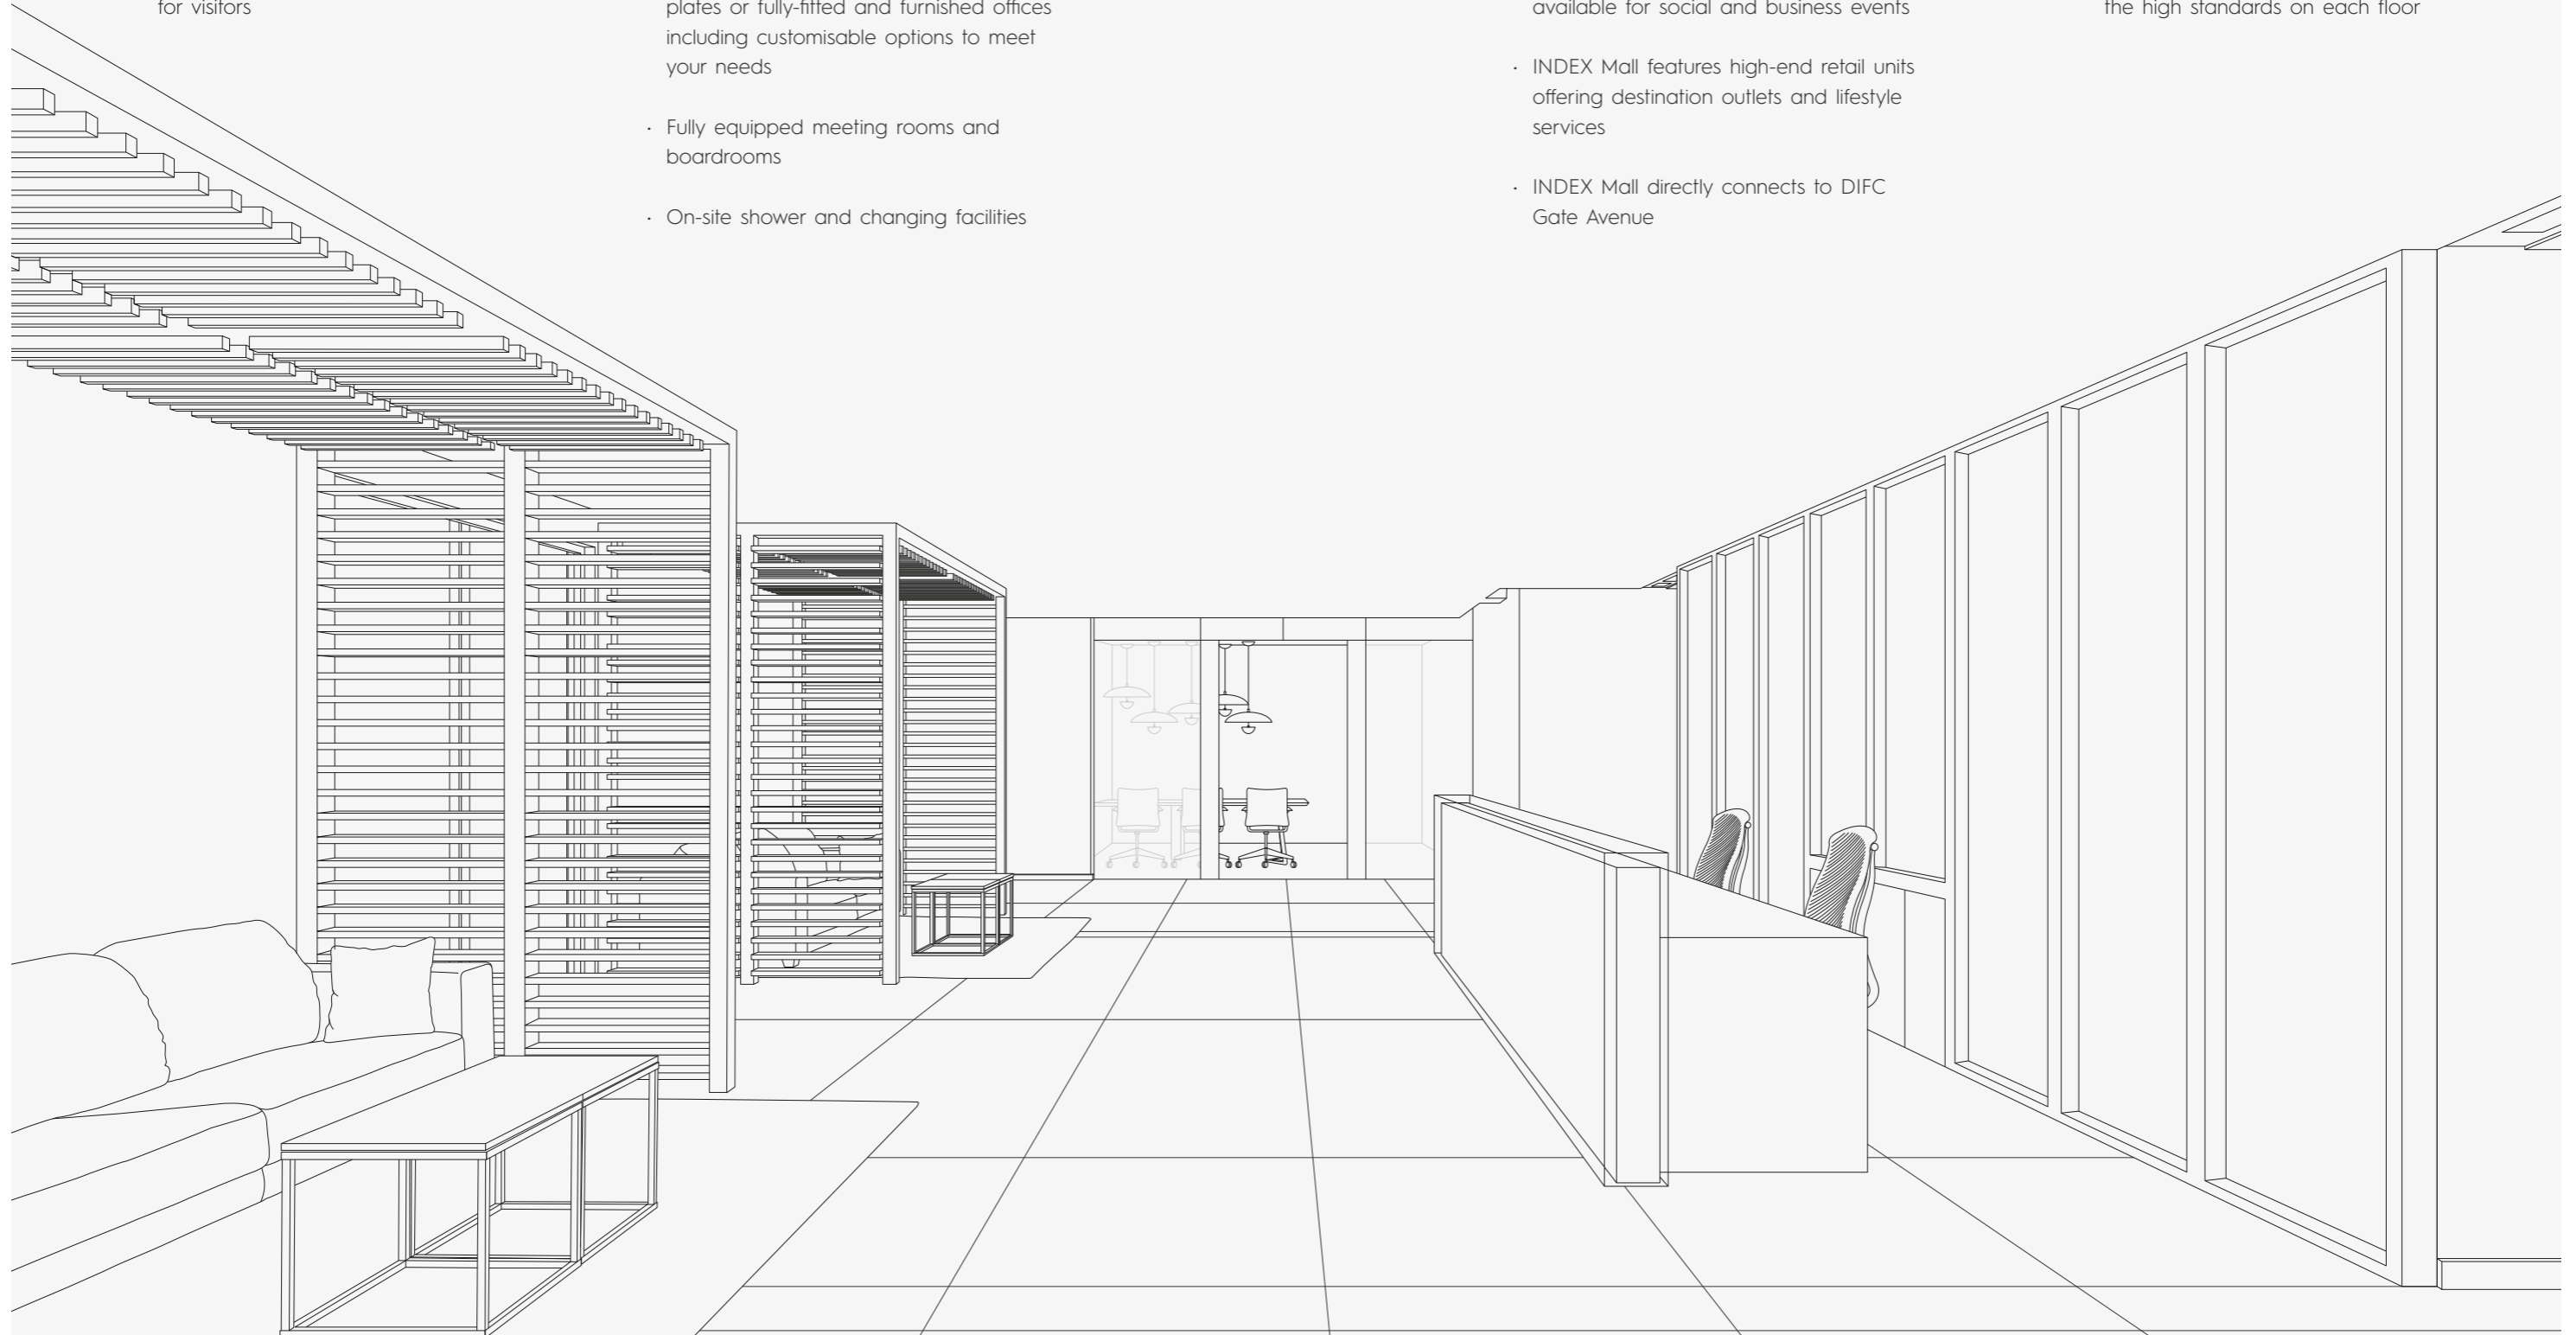 for visitors
plates or fully-fitted and furnished offices
including customisable options to meet
your needs
· Fully equipped meeting rooms and
boardrooms
· On-site shower and changing facilities
available for social and business events
· INDEX Mall features high-end retail units
offering destination outlets and lifestyle
services
· INDEX Mall directly connects to DIFC
Gate Avenue
the high standards on each floor